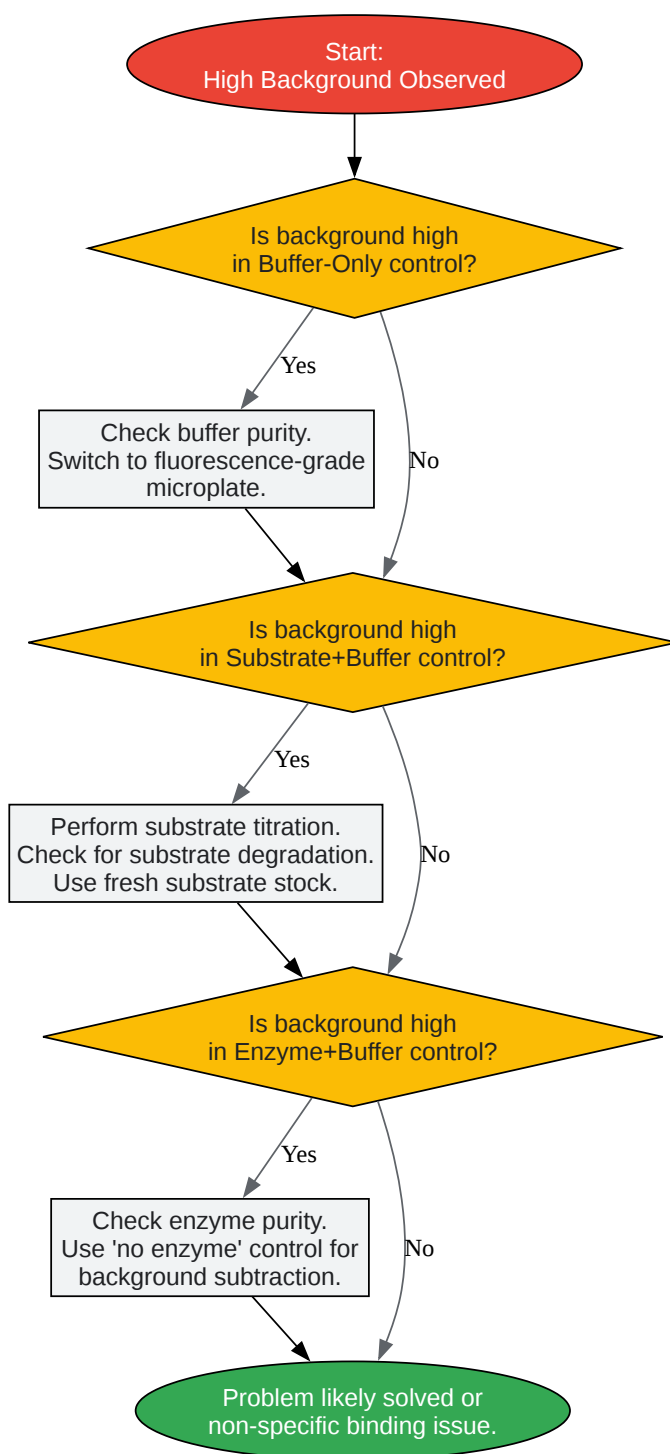 Start:
High Background Observed
Is background high
in Buffer-Only control?
Yes
Check buffer purity.
Switch to fluorescence-grade
microplate.
No
Is background high
in Substrate+Buffer control?
Yes
Perform substrate titration.
Check for substrate degradation.
Use fresh substrate stock.
No
Is background high
in Enzyme+Buffer control?
Yes
Check enzyme purity.
Use 'no enzyme' control for
background subtraction.
No
Problem likely solved or
non-specific binding issue.